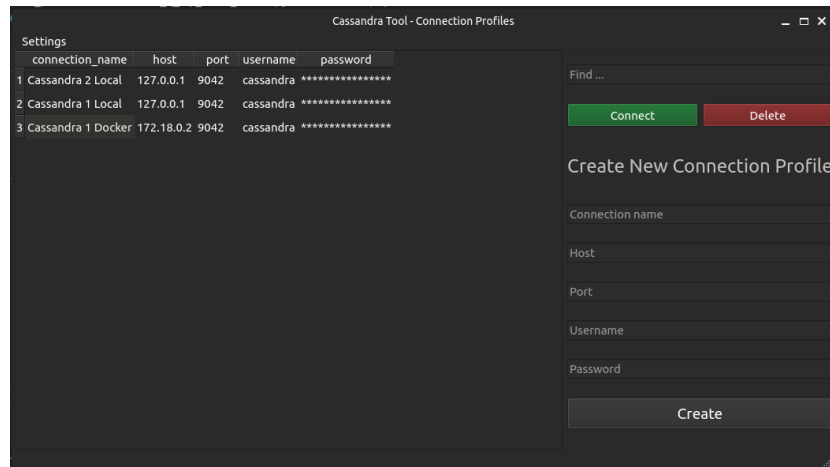 Cassandra Tool - Connection Profiles
Settings
connection_name host port username password
1 Cassandra 2 Local 127.0.0.1 9042 cassandra ****************
2 Cassandra 1 Local 127.0.0.1 9042 cassandra ****************
3 Cassandra 1 Docker 172.18.0.2 9042 cassandra ****************
Find ...
Connect Delete
Create New Connection Profile
Connection name
Host
Port
Username
Password
Create